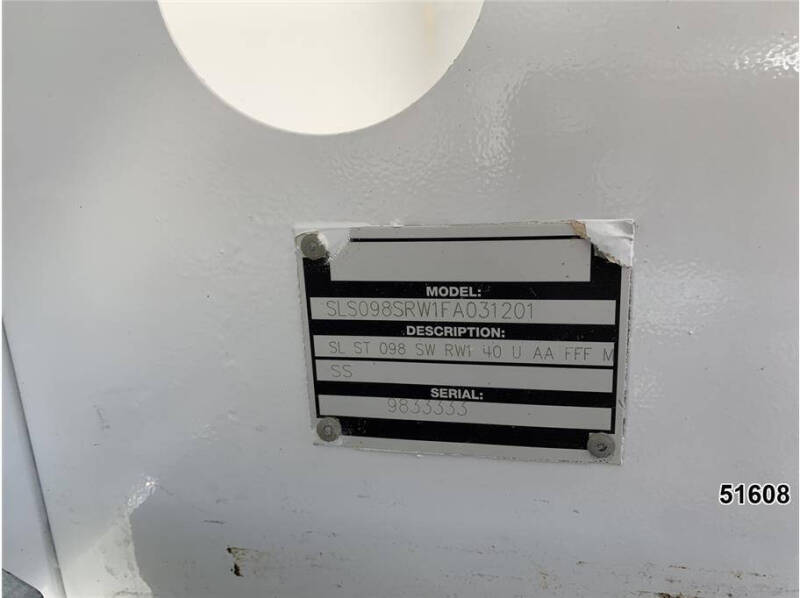 MODEL:
SLS098SRW1FA031201
DESCRIPTION:
SL ST 098 SW RW1 40 U AA FFF M
SS
SERIAL:
9833333
51608